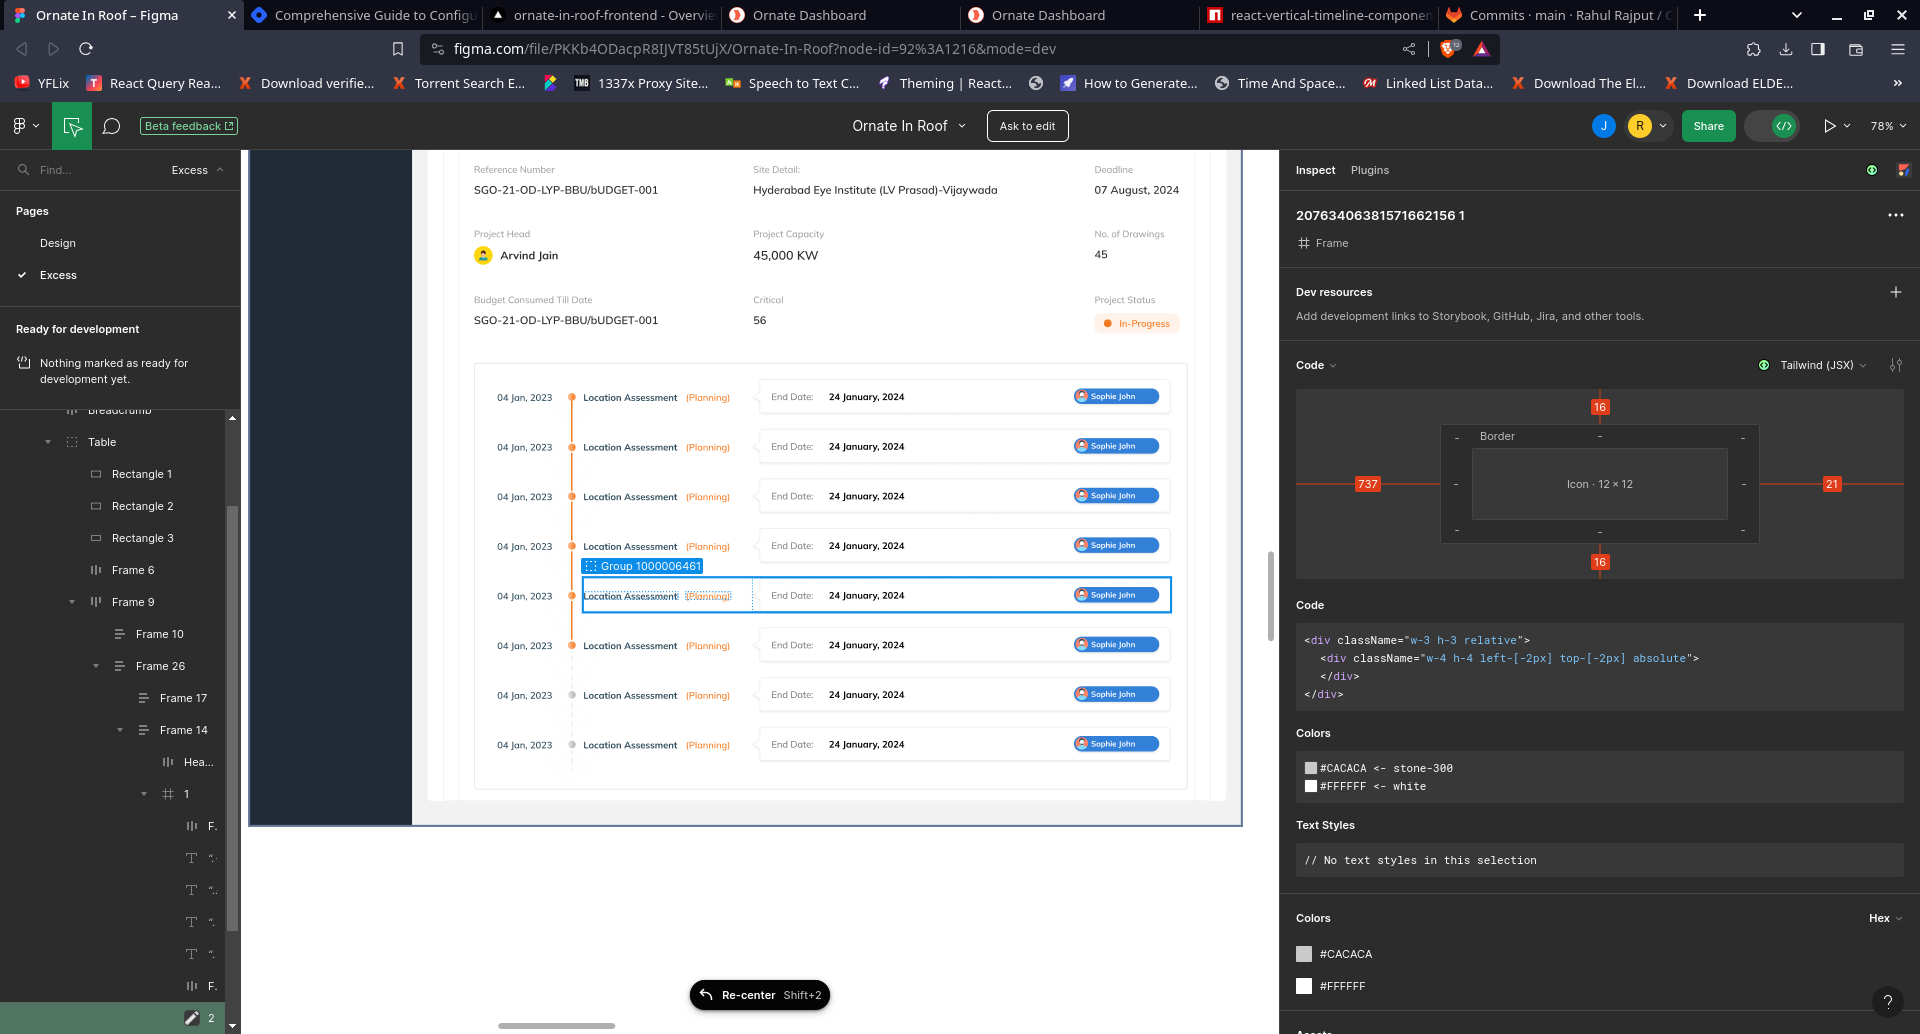 Ornate In Roof – Figma
Comprehensive Guide to Configu
ornate-in-roof-frontend - Overvie
Ornate Dashboard
Ornate Dashboard
react-vertical-timeline-componen
Commits · main · Rahul Rajput / C
figma.com/file/PKKb4ODacpR8IJVT85tUjX/Ornate-In-Roof?node-id=92%3A1216&mode=dev
12
YFLix
React Query Rea...
Download verifie...
Torrent Search E...
TMB
1337x Proxy Site...
Speech to Text C...
Theming | React...
How to Generate...
Time And Space...
Linked List Data...
Download The El...
Download ELDE...
»
Beta feedback
Ornate In Roof
Ask to edit
J
R
Share
78%
Find...
Excess
Pages
Design
Excess
Ready for development
Nothing marked as ready for
development yet.
Breadcrumb
Table
Rectangle 1
Rectangle 2
Rectangle 3
Frame 6
Frame 9
Frame 10
Frame 26
Frame 17
Frame 14
Hea...
1
F.
F.
2
Reference Number
Site Detail:
Deadline
SGO-21-OD-LYP-BBU/bUDGET-001
Hyderabad Eye Institute (LV Prasad)-Vijaywada
07 August, 2024
Project Head
Project Capacity
No. of Drawings
Arvind Jain
45,000 KW
45
Budget Consumed Till Date
Critical
Project Status
SGO-21-OD-LYP-BBU/bUDGET-001
56
In-Progress
04 Jan, 2023 Location Assessment (Planning) End Date: 24 January, 2024 Sophie John
04 Jan, 2023 Location Assessment (Planning) End Date: 24 January, 2024 Sophie John
04 Jan, 2023 Location Assessment (Planning) End Date: 24 January, 2024 Sophie John
04 Jan, 2023 Location Assessment (Planning) End Date: 24 January, 2024 Sophie John
Group 1000006461
04 Jan, 2023 Location Assessment (Planning) End Date: 24 January, 2024 Sophie John
04 Jan, 2023 Location Assessment (Planning) End Date: 24 January, 2024 Sophie John
04 Jan, 2023 Location Assessment (Planning) End Date: 24 January, 2024 Sophie John
04 Jan, 2023 Location Assessment (Planning) End Date: 24 January, 2024 Sophie John
Re-center Shift+2
Inspect
Plugins
20763406381571662156 1
Frame
Dev resources
Add development links to Storybook, GitHub, Jira, and other tools.
Code
Tailwind (JSX)
16
Border
-
-
-
737
-
Icon · 12 × 12
-
21
-
-
-
16
Code
<div className="w-3 h-3 relative">
<div className="w-4 h-4 left-[-2px] top-[-2px] absolute">
</div>
</div>
Colors
#CACACA <- stone-300
#FFFFFF <- white
Text Styles
// No text styles in this selection
Colors
Hex
#CACACA
#FFFFFF
?